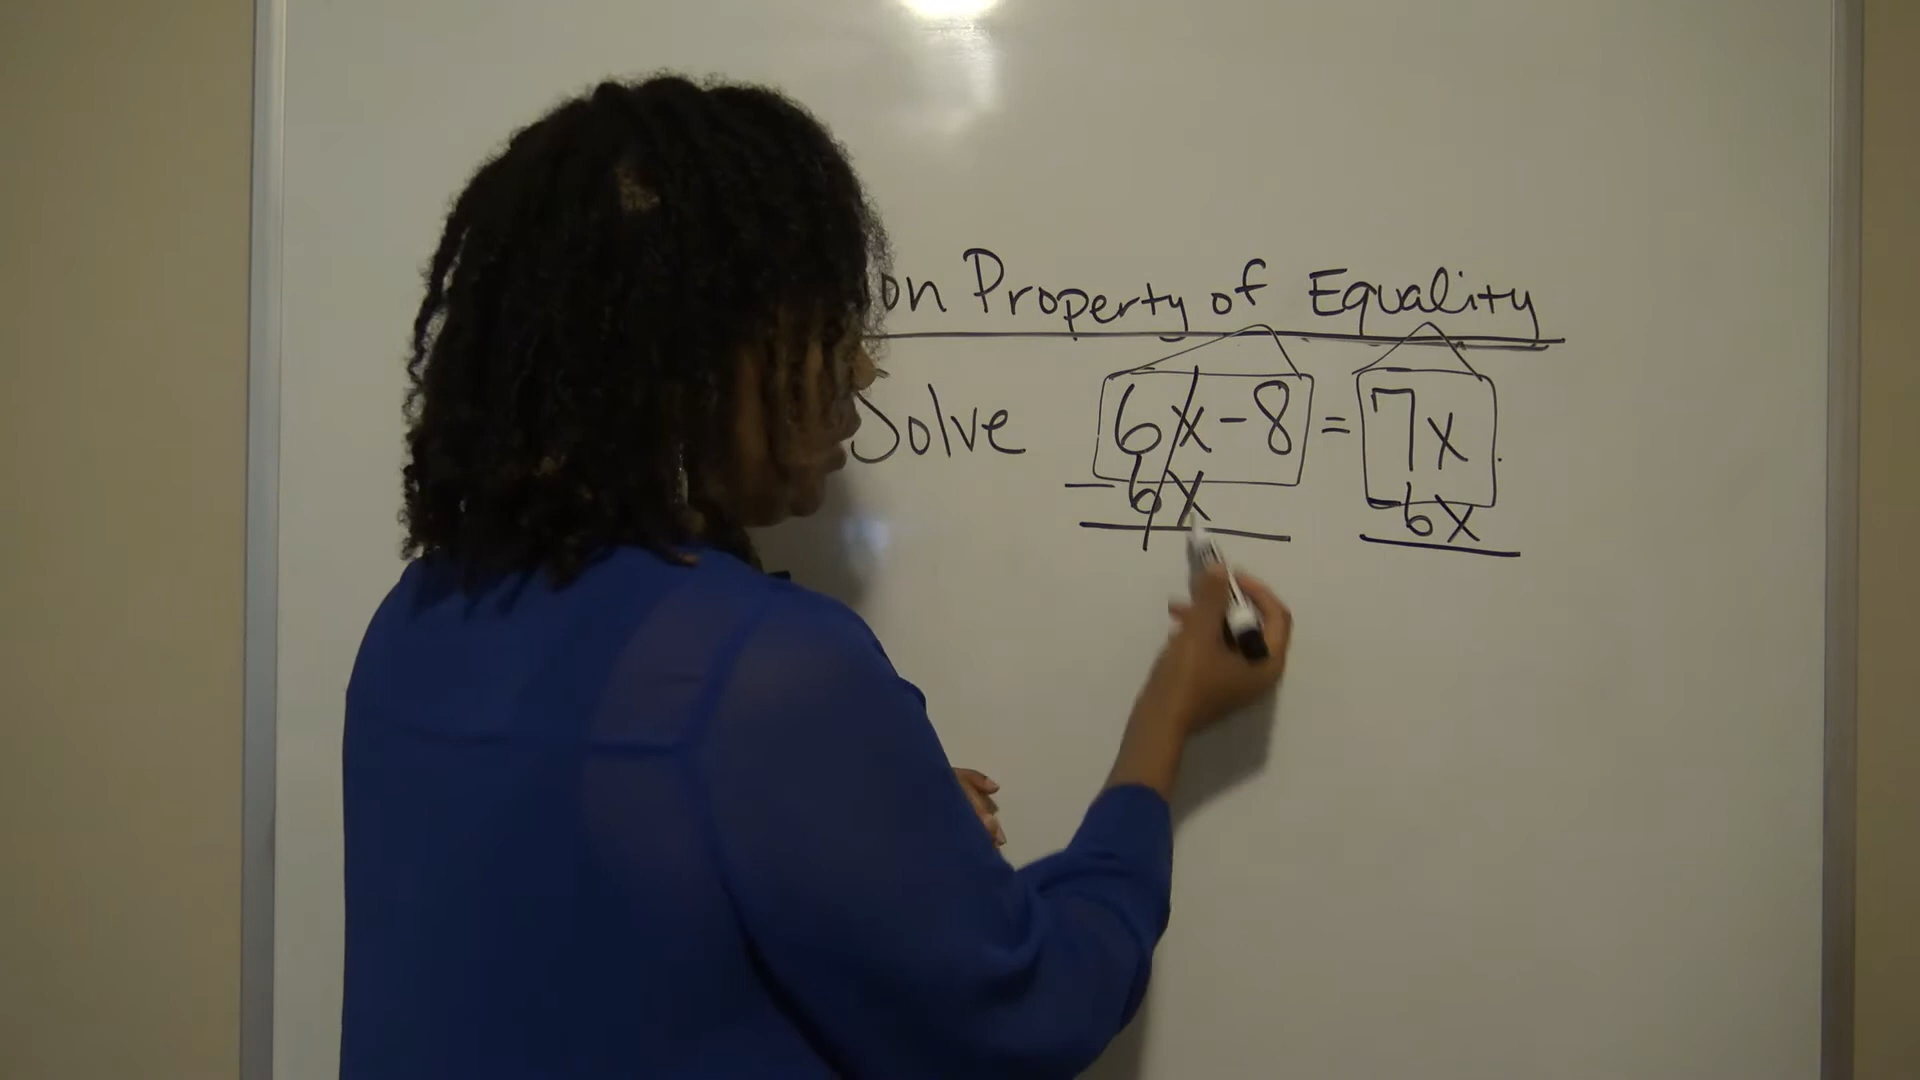 on Property of Equality
Solve 6x-8 = 7x
-6x -6x